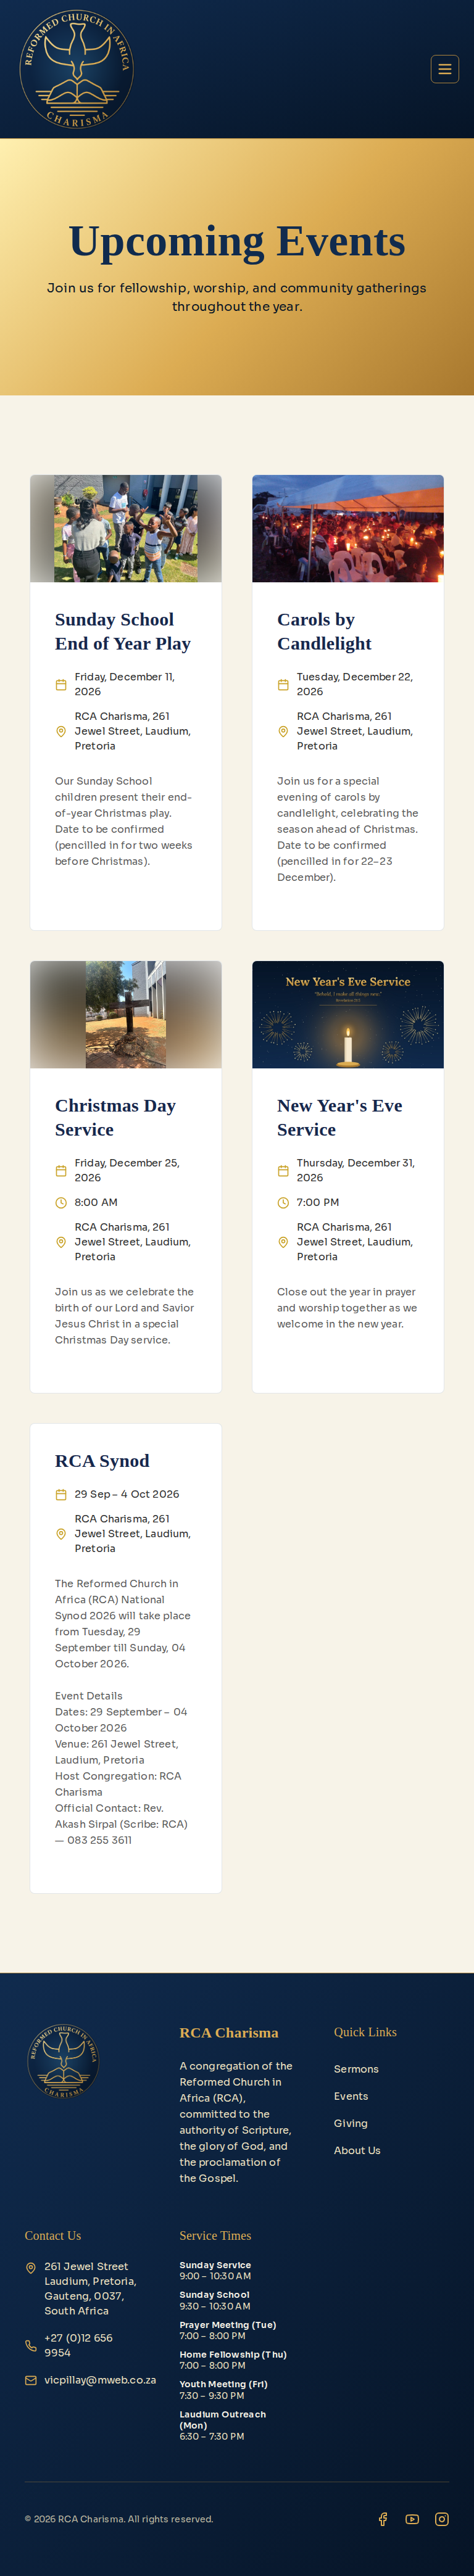 REFORMED CHURCH IN AFRICA
CHARISMA
Upcoming Events
Join us for fellowship, worship, and community gatherings
throughout the year.
Sunday School
End of Year Play
Friday, December 11,
2026
RCA Charisma, 261
Jewel Street, Laudium,
Pretoria
Our Sunday School
children present their end-
of-year Christmas play.
Date to be confirmed
(pencilled in for two weeks
before Christmas).
Carols by
Candlelight
Tuesday, December 22,
2026
RCA Charisma, 261
Jewel Street, Laudium,
Pretoria
Join us for a special
evening of carols by
candlelight, celebrating the
season ahead of Christmas.
Date to be confirmed
(pencilled in for 22–23
December).
Christmas Day
Service
Friday, December 25,
2026
8:00 AM
RCA Charisma, 261
Jewel Street, Laudium,
Pretoria
Join us as we celebrate the
birth of our Lord and Savior
Jesus Christ in a special
Christmas Day service.
New Year's Eve Service
"Behold, I make all things new."
Revelation 21:5
New Year's Eve
Service
Thursday, December 31,
2026
7:00 PM
RCA Charisma, 261
Jewel Street, Laudium,
Pretoria
Close out the year in prayer
and worship together as we
welcome in the new year.
RCA Synod
29 Sep – 4 Oct 2026
RCA Charisma, 261
Jewel Street, Laudium,
Pretoria
The Reformed Church in
Africa (RCA) National
Synod 2026 will take place
from Tuesday, 29
September till Sunday, 04
October 2026.
Event Details
Dates: 29 September – 04
October 2026
Venue: 261 Jewel Street,
Laudium, Pretoria
Host Congregation: RCA
Charisma
Official Contact: Rev.
Akash Sirpal (Scribe: RCA)
— 083 255 3611
REFORMED CHURCH IN AFRICA
CHARISMA
RCA Charisma
A congregation of the
Reformed Church in
Africa (RCA),
committed to the
authority of Scripture,
the glory of God, and
the proclamation of
the Gospel.
Quick Links
Sermons
Events
Giving
About Us
Contact Us
261 Jewel Street
Laudium, Pretoria,
Gauteng, 0037,
South Africa
+27 (0)12 656
9954
vicpillay@mweb.co.za
Service Times
Sunday Service
9:00 – 10:30 AM
Sunday School
9:30 – 10:30 AM
Prayer Meeting (Tue)
7:00 – 8:00 PM
Home Fellowship (Thu)
7:00 – 8:00 PM
Youth Meeting (Fri)
7:30 – 9:30 PM
Laudium Outreach
(Mon)
6:30 – 7:30 PM
© 2026 RCA Charisma. All rights reserved.